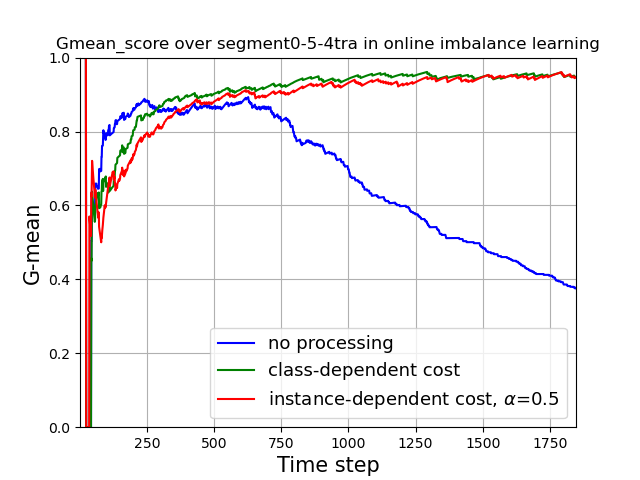 Gmean_score over segment0-5-4tra in online imbalance learning
1.0
0.8
0.6
0.4
0.2
0.0
G-mean
no processing
class-dependent cost
instance-dependent cost, α=0.5
250 500 750 1000 1250 1500 1750
Time step